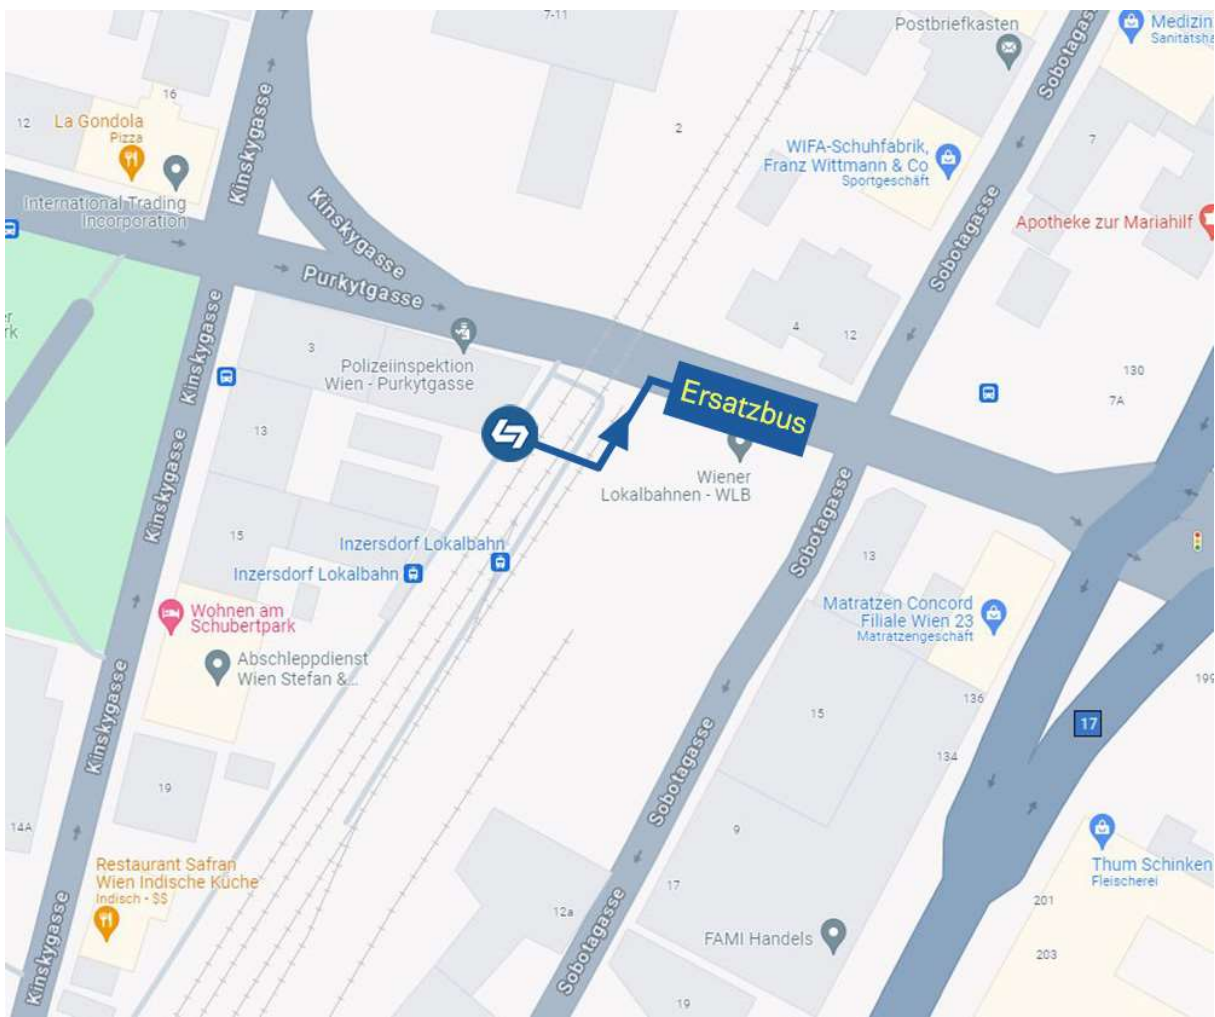 7-11
Postbriefkasten
Medizin
Sanitätsha
Sobotagasse
16
12
La Gondola
Pizza
Kinskygasse
2
7
WIFA-Schuhfabrik,
Franz Wittmann & Co
Sportgeschäft
International Trading
Incorporation
Kinskygasse
Sobotagasse
Apotheke zur Mariahilf
Purkytgasse
4
12
3
Polizeiinspektion
Wien - Purkytgasse
Kinskygasse
130
7A
Ersatzbus
13
Wiener
Lokalbahnen - WLB
Kinskygasse
Sobotagasse
15
Inzersdorf Lokalbahn
Inzersdorf Lokalbahn
13
Wohnen am
Schubertpark
Matratzen Concord
Filiale Wien 23
Matratzengeschäft
Abschleppdienst
Wien Stefan &...
199
136
15
17
Kinskygasse
134
Sobotagasse
19
14A
9
Restaurant Safran
Wien Indische Küche
Indisch - $$
Thum Schinken
Fleischerei
17
201
12a
FAMI Handels
203
Kinskygasse
Sobotagasse
19